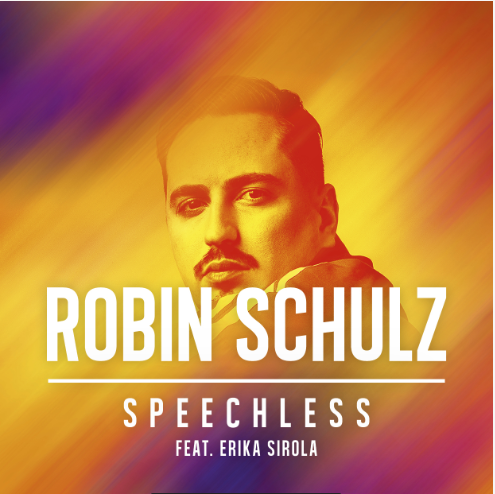 ROBIN SCHULZ
SPEECHLESS
FEAT. ERIKA SIROLA